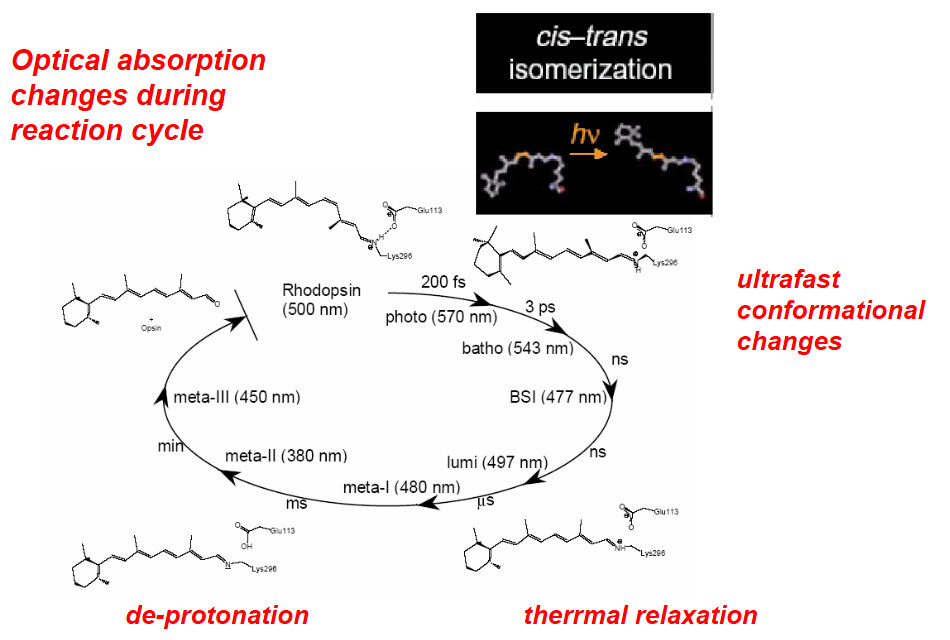 Optical absorption
changes during
reaction cycle
cis–trans
isomerization
hν
Glu113
Lys296
H
N
O
O
Glu113
Lys296
N
H
O
O
O
+
Opsin
Rhodopsin
(500 nm)
200 fs
photo (570 nm)
3 ps
batho (543 nm)
ns
BSI (477 nm)
ns
lumi (497 nm)
μs
meta-I (480 nm)
ms
meta-II (380 nm)
min
meta-III (450 nm)
ultrafast
conformational
changes
O
OH
Glu113
N
Lys296
O
O
Glu113
NH
Lys296
de-protonation
therrmal relaxation